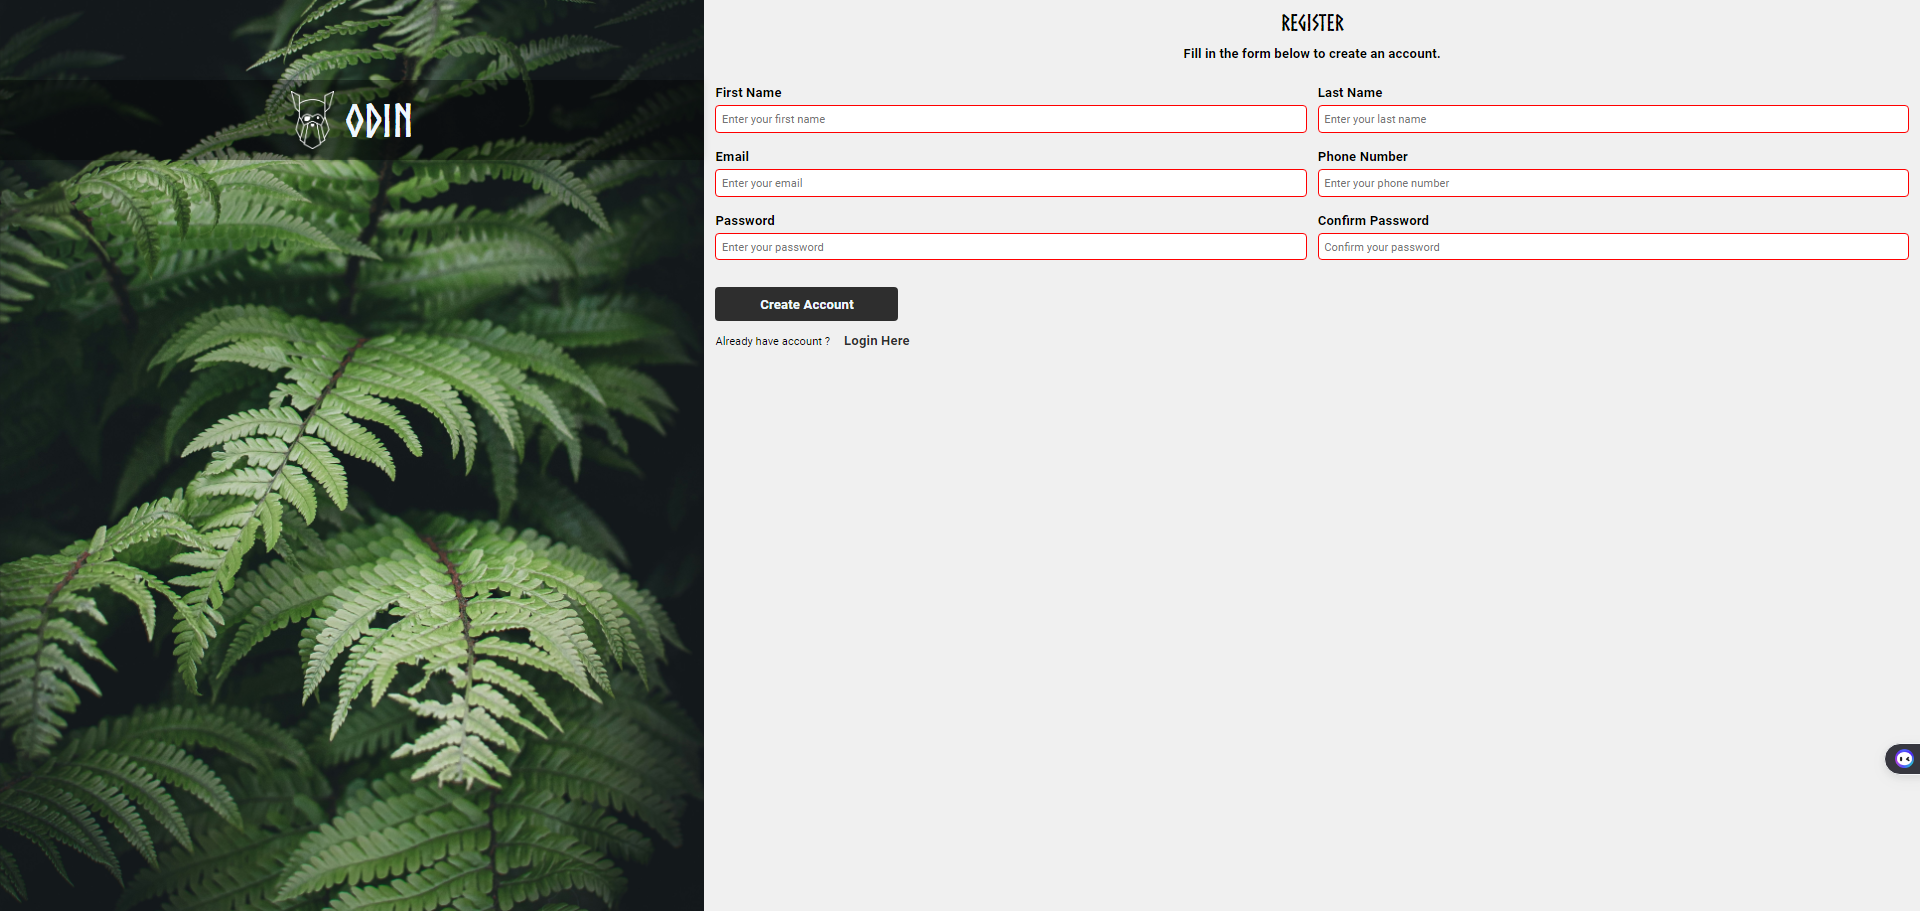 ODIN
REGISTER
Fill in the form below to create an account.
First Name
Last Name
Enter your first name
Enter your last name
Email
Phone Number
Enter your email
Enter your phone number
Password
Confirm Password
Enter your password
Confirm your password
Create Account
Already have account ? Login Here